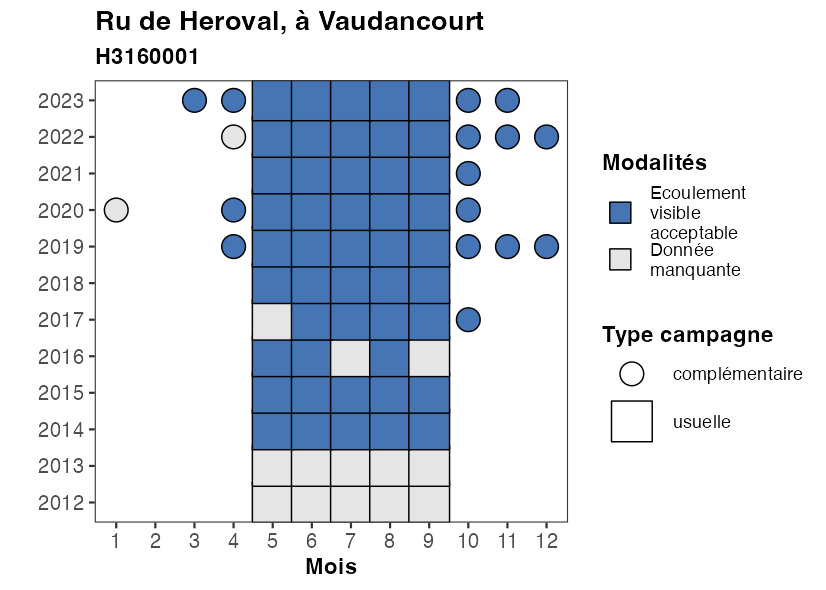 Ru de Heroval, à Vaudancourt
H3160001
2023
2022
2021
2020
2019
2018
2017
2016
2015
2014
2013
2012
1 2 3 4 5 6 7 8 9 10 11 12
Mois
Modalités
Ecoulement
visible
acceptable
Donnée
manquante
Type campagne
complémentaire
usuelle